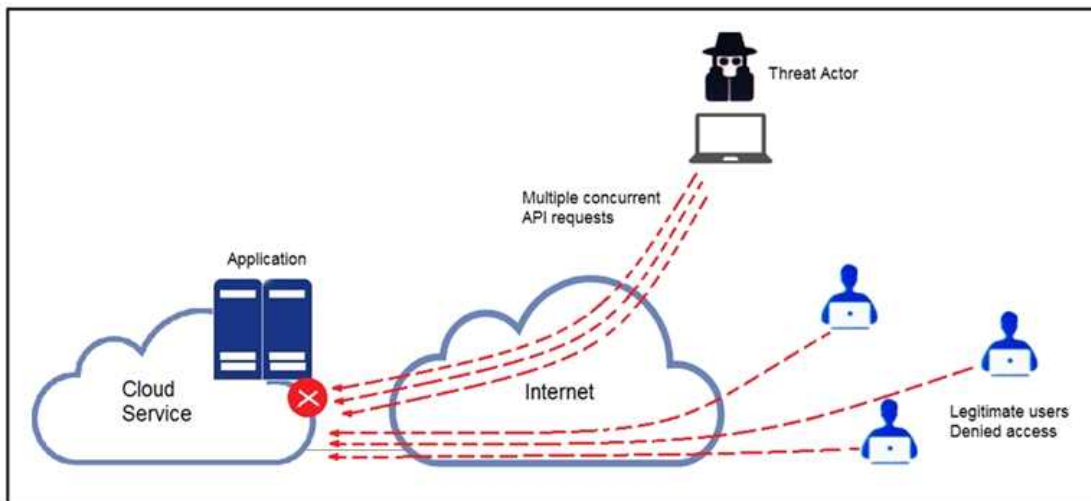 Threat Actor
Multiple concurrent
API requests
Application
Cloud
Service
Internet
Legitimate users
Denied access